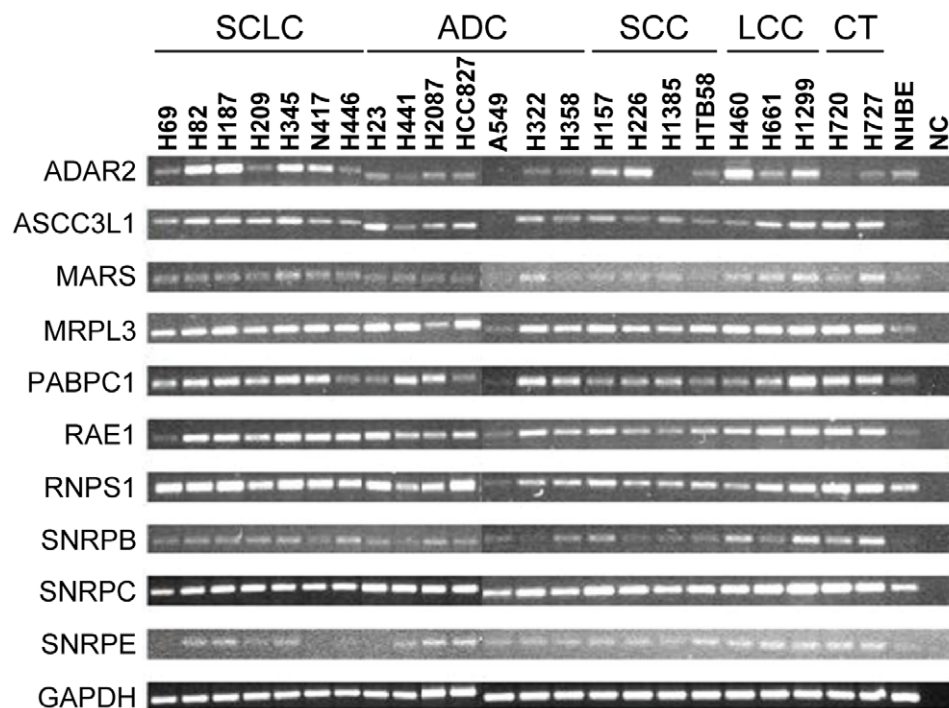 SCLC ADC SCC LCC CT
H69 H82 H187 H209 H345 N417 H446 H23 H441 H2087 HCC827 A549 H322 H358 H157 H226 H1385 HTB58 H460 H661 H1299 H720 H727 NHBE NC
ADAR2
ASCC3L1
MARS
MRPL3
PABPC1
RAE1
RNPS1
SNRPB
SNRPC
SNRPE
GAPDH